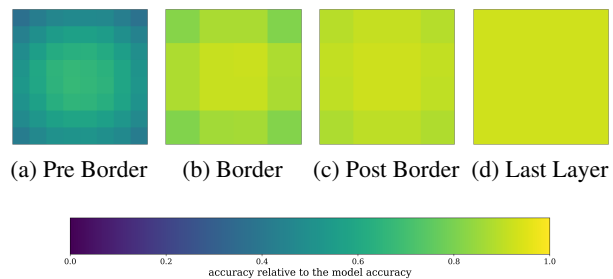 (a) Pre Border (b) Border (c) Post Border (d) Last Layer
0.0 0.2 0.4 0.6 0.8 1.0
accuracy relative to the model accuracy